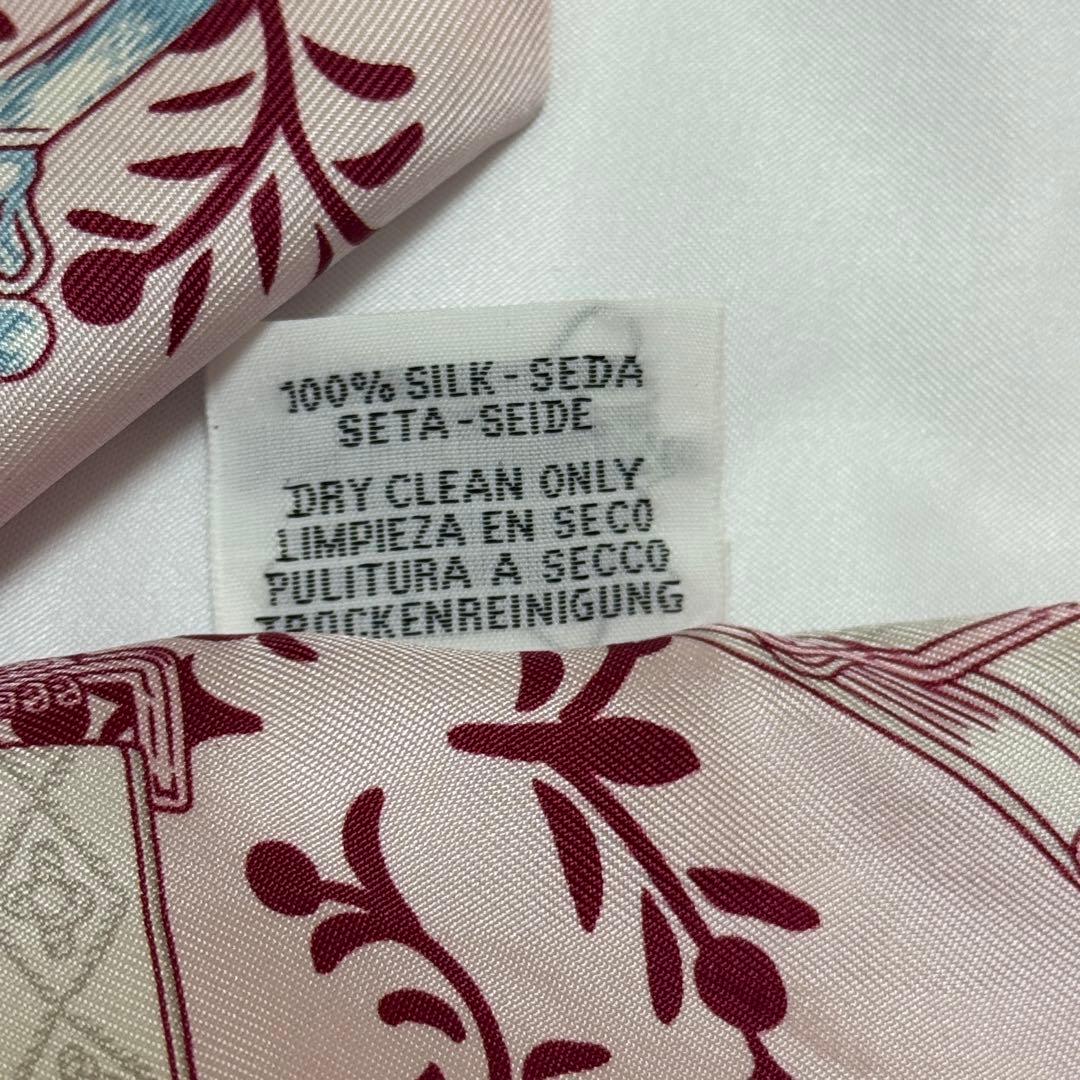 100% SILK - SEDA
SETA - SEIDE
DRY CLEAN ONLY
LIMPIEZA EN SECO
PULITURA A SECCO
TROCKENREINIGUNG